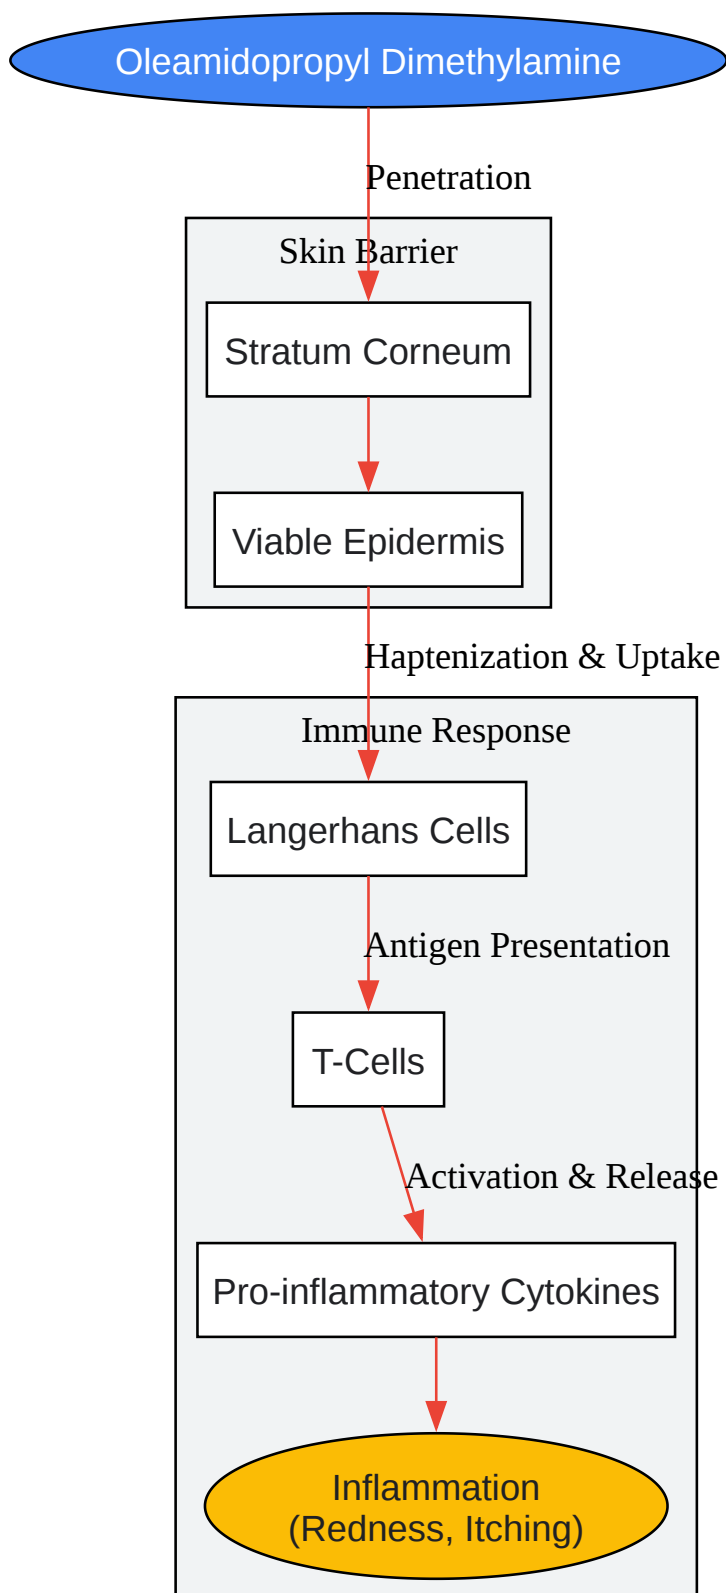 Oleamidopropyl Dimethylamine
Penetration
Skin Barrier
Stratum Corneum
Viable Epidermis
Haptenization & Uptake
Immune Response
Langerhans Cells
Antigen Presentation
T-Cells
Activation & Release
Pro-inflammatory Cytokines
Inflammation
(Redness, Itching)